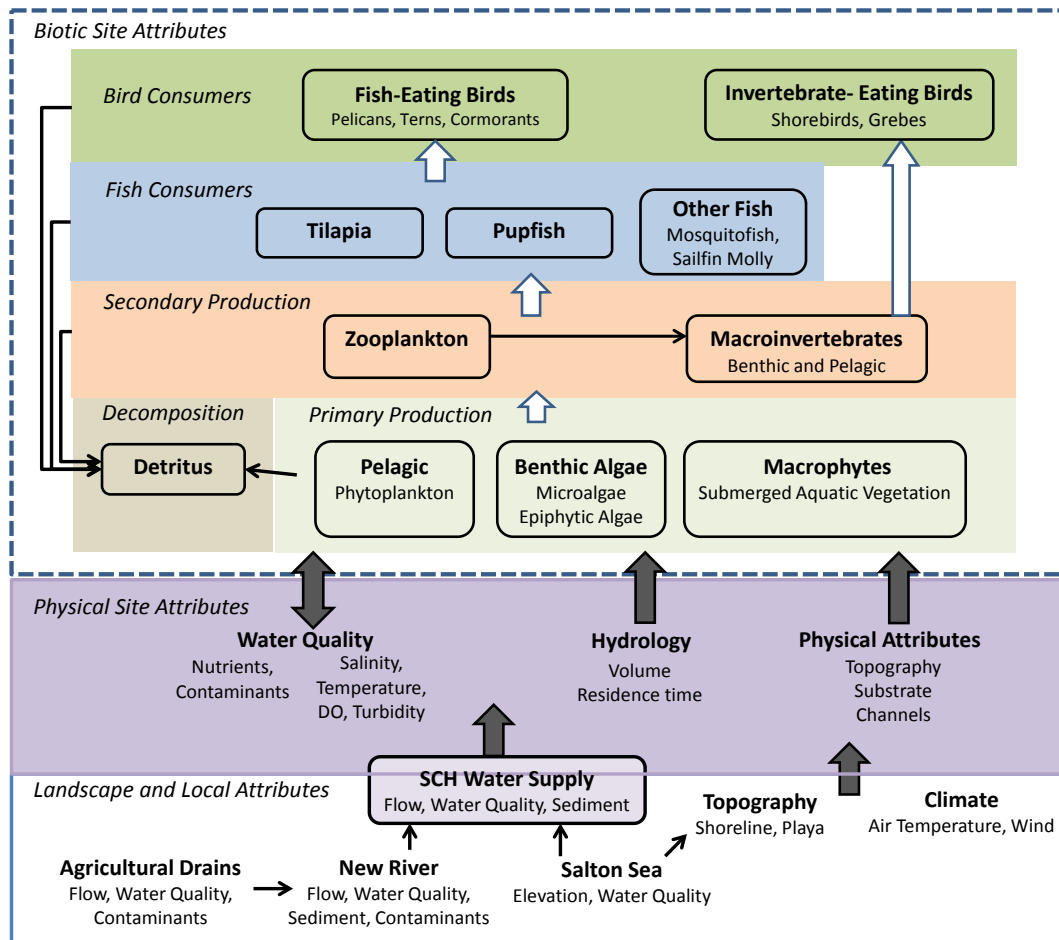 Biotic Site Attributes
Bird Consumers
Fish-Eating Birds
Pelicans, Terns, Cormorants
Invertebrate- Eating Birds
Shorebirds, Grebes
Fish Consumers
Tilapia
Pupfish
Other Fish
Mosquitofish,
Sailfin Molly
Secondary Production
Zooplankton
Macroinvertebrates
Benthic and Pelagic
Decomposition
Detritus
Primary Production
Pelagic
Phytoplankton
Benthic Algae
Microalgae
Epiphytic Algae
Macrophytes
Submerged Aquatic Vegetation
Physical Site Attributes
Water Quality
Nutrients,
Contaminants
Salinity,
Temperature,
DO, Turbidity
Hydrology
Volume
Residence time
Physical Attributes
Topography
Substrate
Channels
Landscape and Local Attributes
SCH Water Supply
Flow, Water Quality, Sediment
Topography
Shoreline, Playa
Climate
Air Temperature, Wind
Agricultural Drains
Flow, Water Quality,
Contaminants
New River
Flow, Water Quality,
Sediment, Contaminants
Salton Sea
Elevation, Water Quality